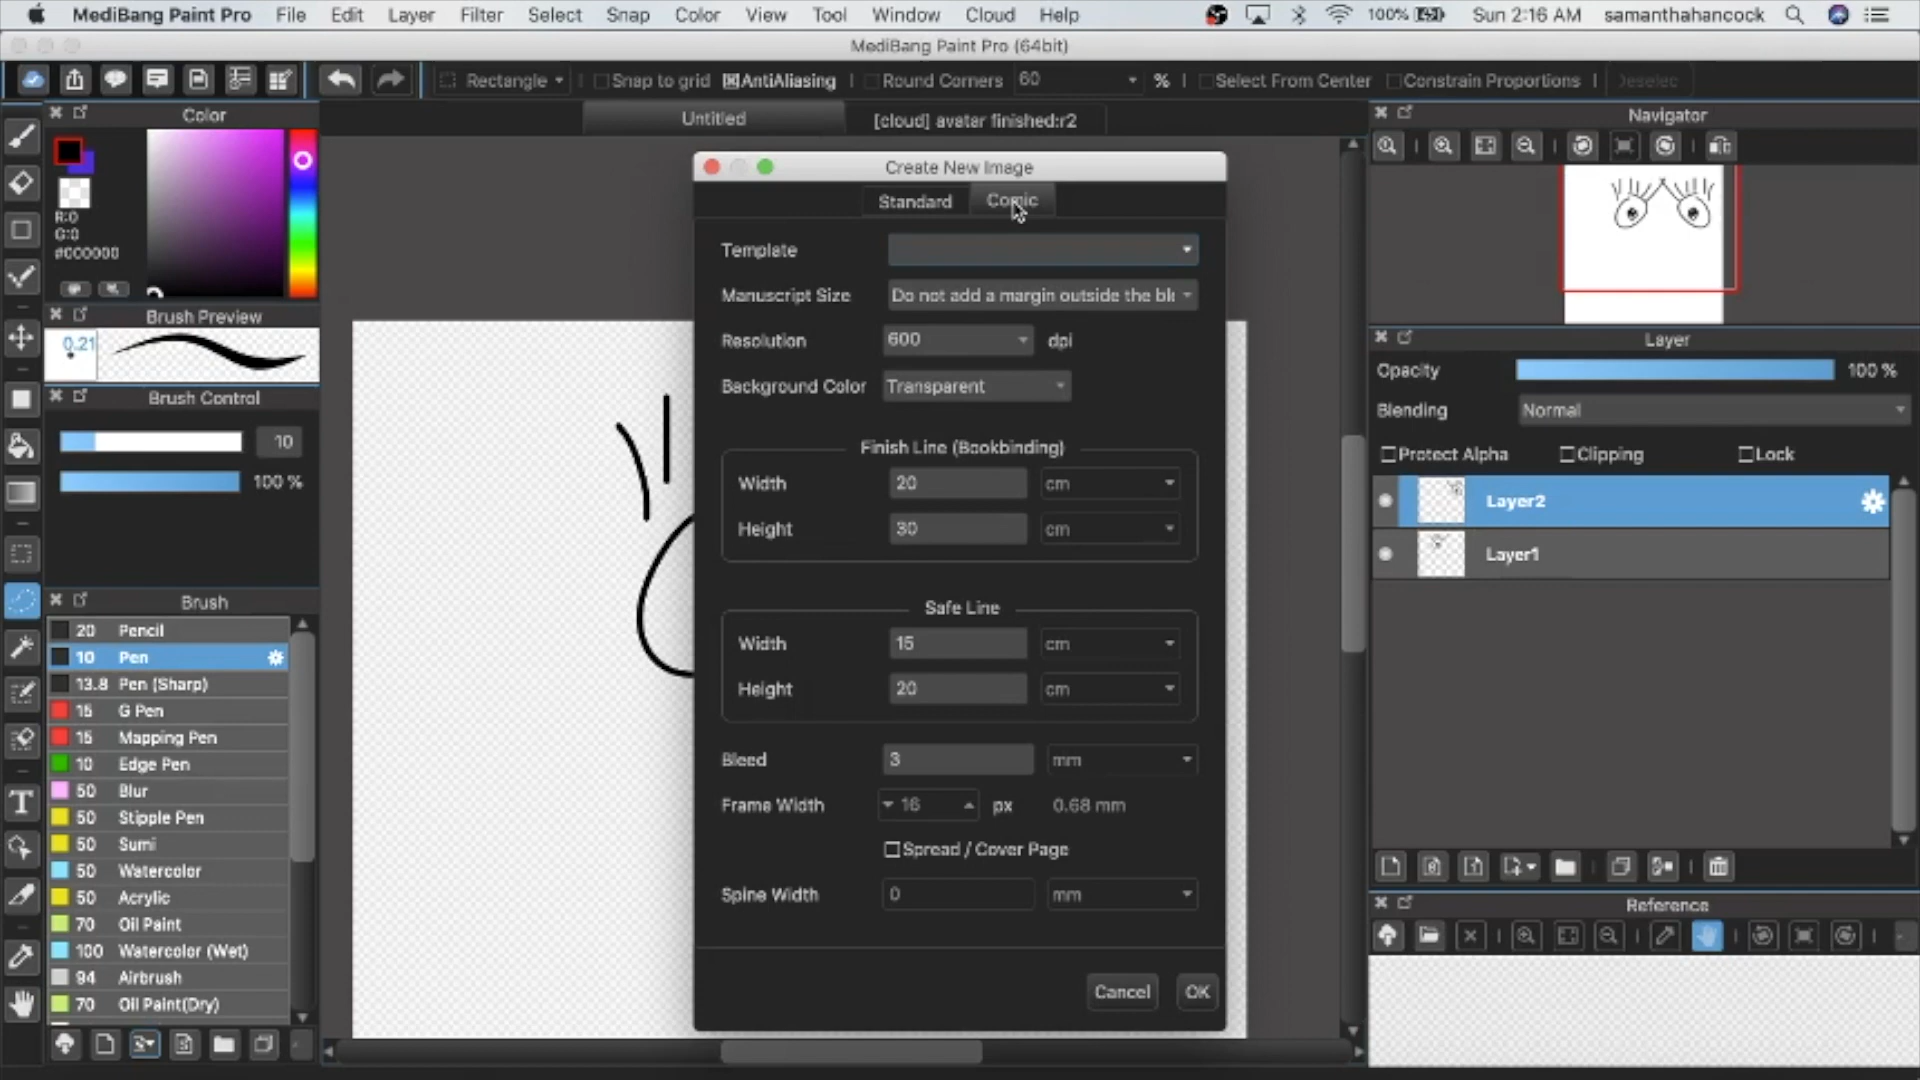 MediBang Paint Pro File Edit Layer Filter Select Snap Color View Tool Window Cloud Help 100% Sun 2:16 AM samanthahancock
MediBang Paint Pro (64bit)
Rectangle Snap to grid AntiAliasing Round Corners 60 % Select From Center Constrain Proportions Deselec
Untitled [cloud] avatar finished:r2
Color
R:0
G:0
#000000
Brush Preview
0.21
Brush Control
10
100 %
Brush
20 Pencil
10 Pen
13.8 Pen (Sharp)
15 G Pen
15 Mapping Pen
10 Edge Pen
50 Blur
50 Stipple Pen
50 Sumi
50 Watercolor
50 Acrylic
70 Oil Paint
100 Watercolor (Wet)
94 Airbrush
70 Oil Paint(Dry)
Create New Image
Standard Comic
Template
Manuscript Size Do not add a margin outside the bl
Resolution 600 dpi
Background Color Transparent
Finish Line (Bookbinding)
Width 20 cm
Height 30 cm
Safe Line
Width 15 cm
Height 20 cm
Bleed 3 mm
Frame Width 16 px 0.68 mm
Spread / Cover Page
Spine Width 0 mm
Cancel OK
Navigator
Layer
Opacity 100 %
Blending Normal
Protect Alpha Clipping Lock
Layer2
Layer1
Reference